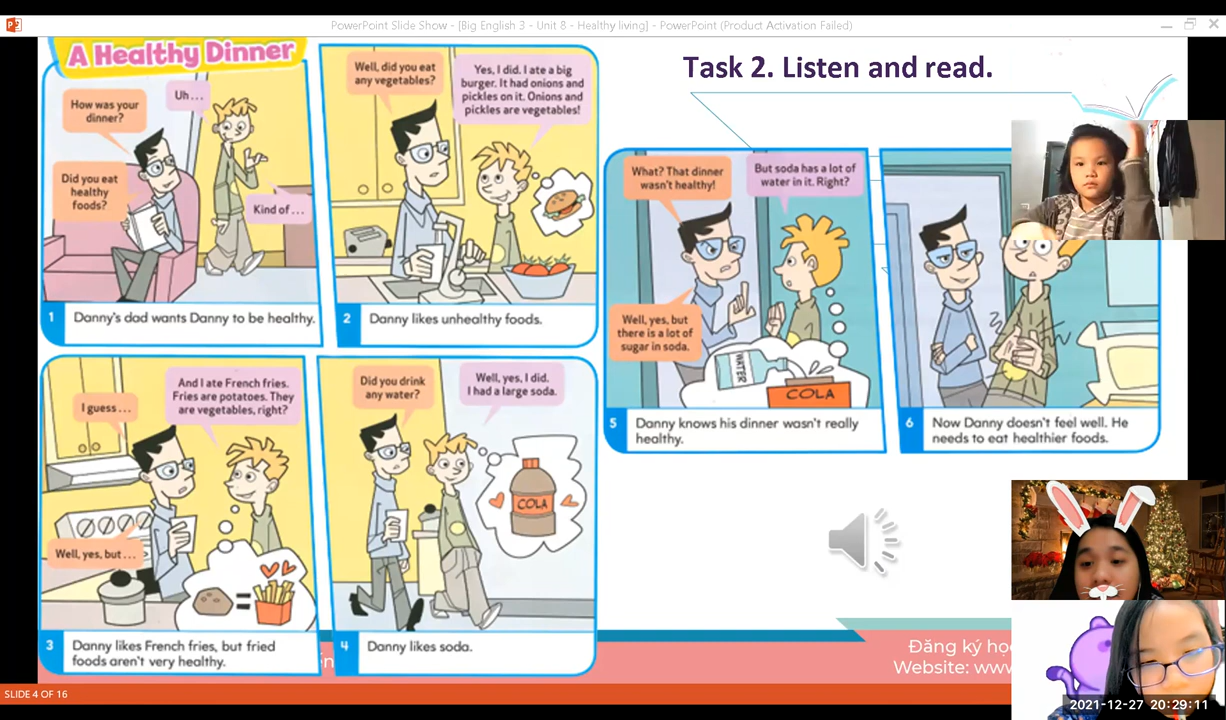 PowerPoint Slide Show - [Big English 3 - Unit 8 - Healthy living] - PowerPoint (Product Activation Failed)
A Healthy Dinner
Task 2. Listen and read.
How was your
dinner?
Uh...
Did you eat
healthy
foods?
Kind of...
1 Danny's dad wants Danny to be healthy.
Well, did you eat
any vegetables?
Yes, I did. I ate a big
burger. It had onions and
pickles on it. Onions and
pickles are vegetables!
2 Danny likes unhealthy foods.
I guess...
And I ate French fries.
Fries are potatoes. They
are vegetables, right?
Well, yes, but...
3 Danny likes French fries, but fried
foods aren't very healthy.
Did you drink
any water?
Well, yes, I did.
I had a large soda.
COLA
4 Danny likes soda.
What? That dinner
wasn't healthy!
But soda has a lot of
water in it. Right?
Well, yes, but
there is a lot of
sugar in soda.
WATER
COLA
5 Danny knows his dinner wasn't really
healthy.
6 Now Danny doesn't feel well. He
needs to eat healthier foods.
Đăng ký họ
Website: www
SLIDE 4 OF 16
2021-12-27 20:29:11